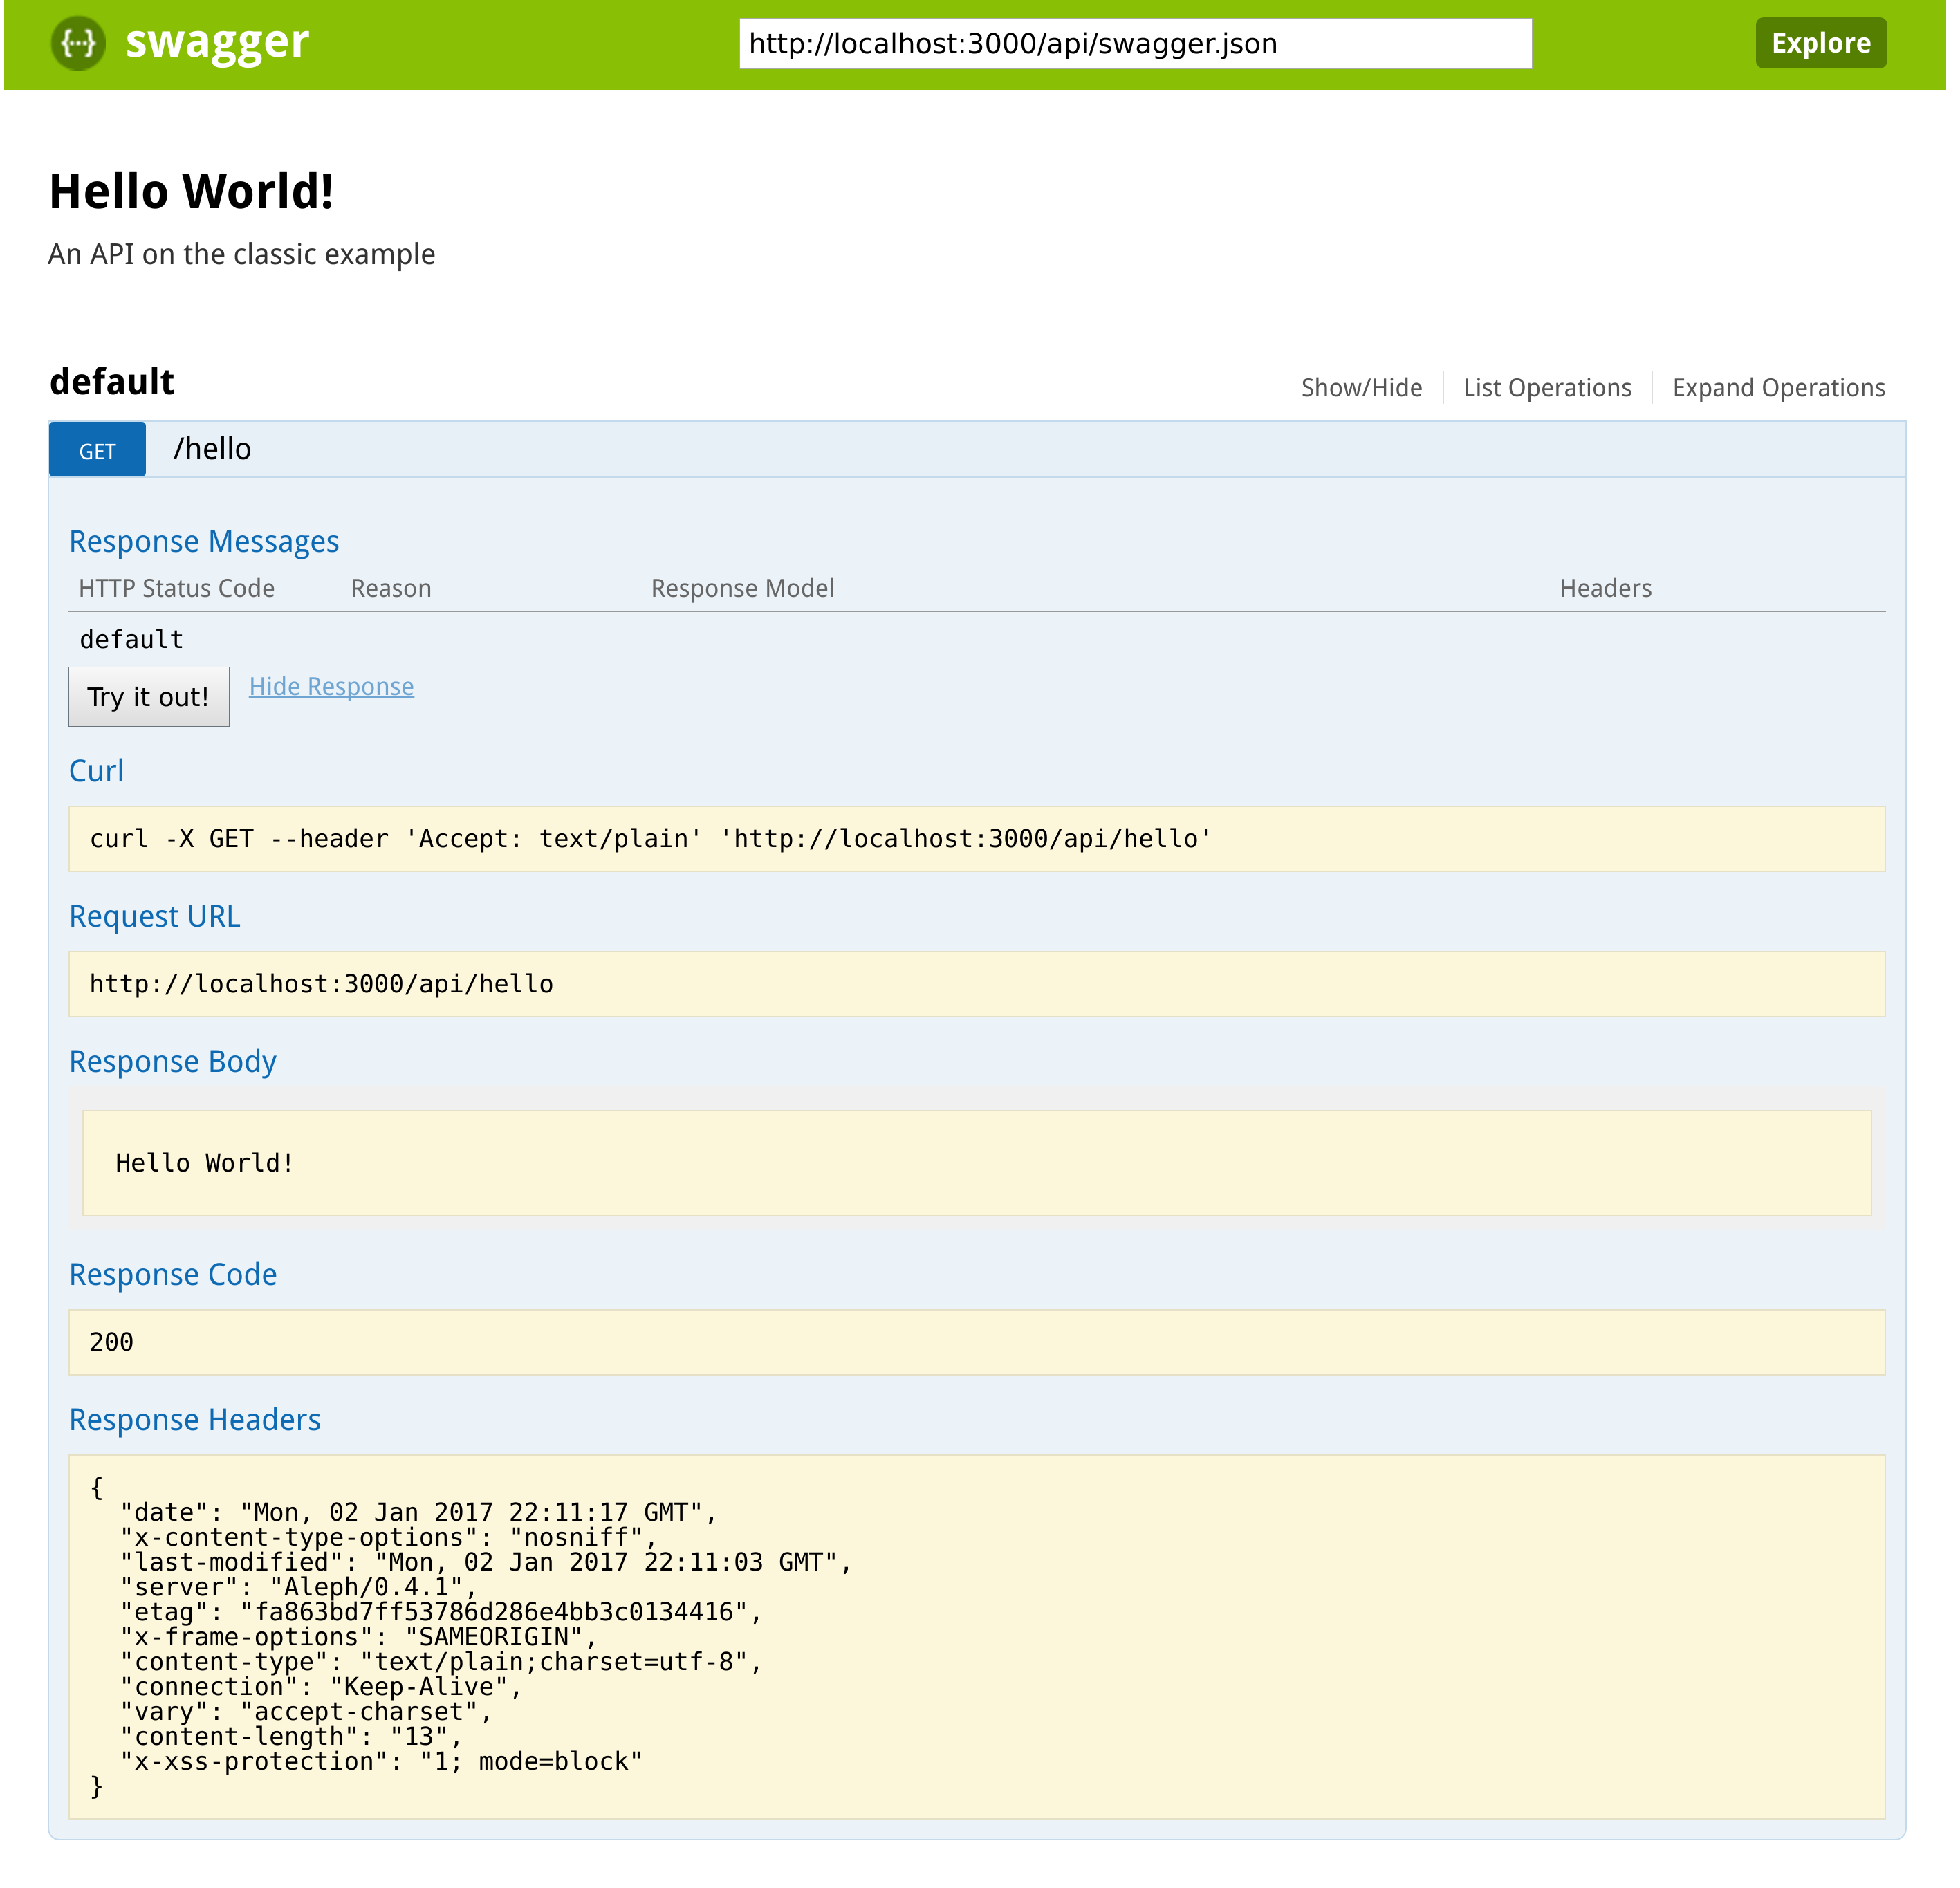 {···} swagger http://localhost:3000/api/swagger.json Explore
Hello World!
An API on the classic example
default Show/Hide List Operations Expand Operations
GET /hello
Response Messages
HTTP Status Code Reason Response Model Headers
default
Try it out! Hide Response
Curl
curl -X GET --header 'Accept: text/plain' 'http://localhost:3000/api/hello'
Request URL
http://localhost:3000/api/hello
Response Body
Hello World!
Response Code
200
Response Headers
{
  "date": "Mon, 02 Jan 2017 22:11:17 GMT",
  "x-content-type-options": "nosniff",
  "last-modified": "Mon, 02 Jan 2017 22:11:03 GMT",
  "server": "Aleph/0.4.1",
  "etag": "fa863bd7ff53786d286e4bb3c0134416",
  "x-frame-options": "SAMEORIGIN",
  "content-type": "text/plain;charset=utf-8",
  "connection": "Keep-Alive",
  "vary": "accept-charset",
  "content-length": "13",
  "x-xss-protection": "1; mode=block"
}